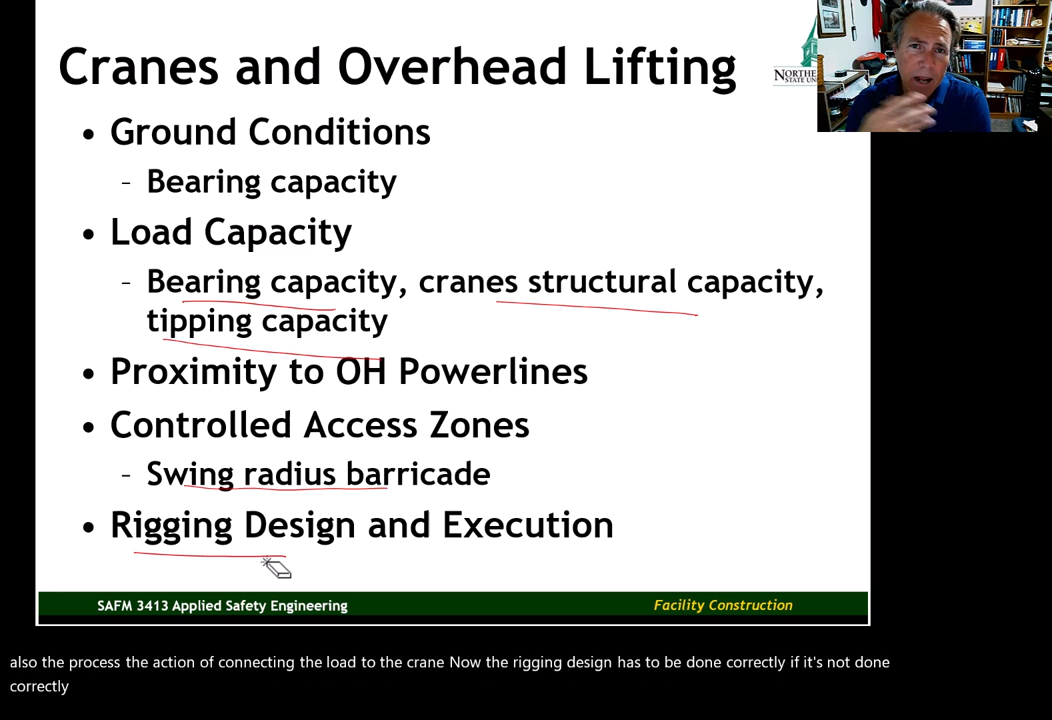 Cranes and Overhead Lifting
NORTHE
STATE UN
• Ground Conditions
– Bearing capacity
• Load Capacity
– Bearing capacity, cranes structural capacity,
tipping capacity
• Proximity to OH Powerlines
• Controlled Access Zones
– Swing radius barricade
• Rigging Design and Execution
SAFM 3413 Applied Safety Engineering
Facility Construction
also the process the action of connecting the load to the crane Now the rigging design has to be done correctly if it's not done
correctly